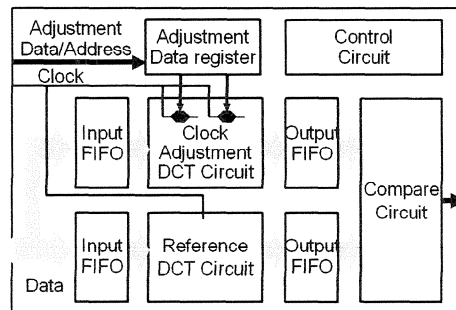 Adjustment
Data/Address
Adjustment
Data register
Control
Circuit
Clock
Input
FIFO
Clock
Adjustment
DCT Circuit
Output
FIFO
Compare
Circuit
Input
FIFO
Reference
DCT Circuit
Output
FIFO
Data